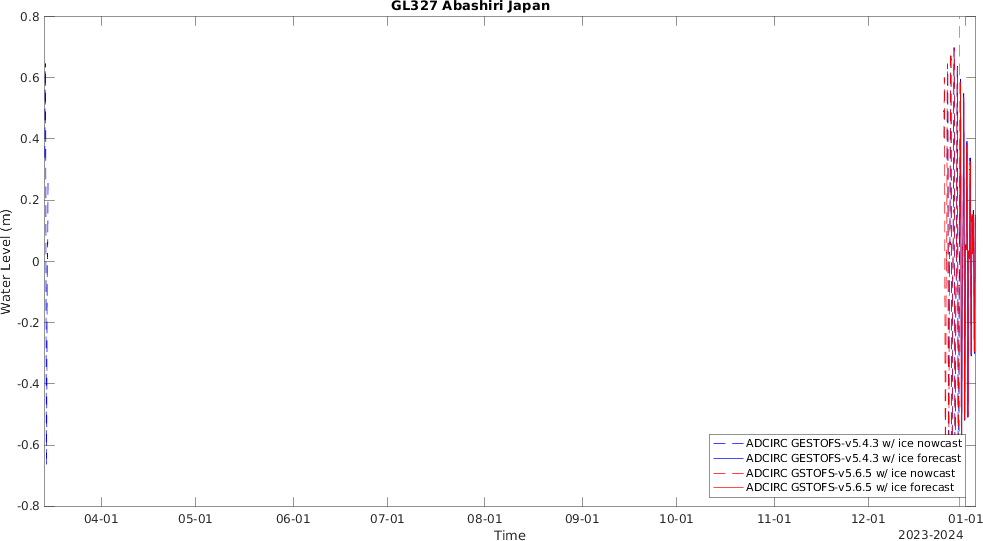 GL327 Abashiri Japan
0.8
0.6
0.4
0.2
0
-0.2
-0.4
-0.6
-0.8
Water Level (m)
ADCIRC GESTOFS-v5.4.3 w/ ice nowcast
ADCIRC GESTOFS-v5.4.3 w/ ice forecast
ADCIRC GSTOFS-v5.6.5 w/ ice nowcast
ADCIRC GSTOFS-v5.6.5 w/ ice forecast
04-01 05-01 06-01 07-01 08-01 09-01 10-01 11-01 12-01 01-01
Time
2023-2024